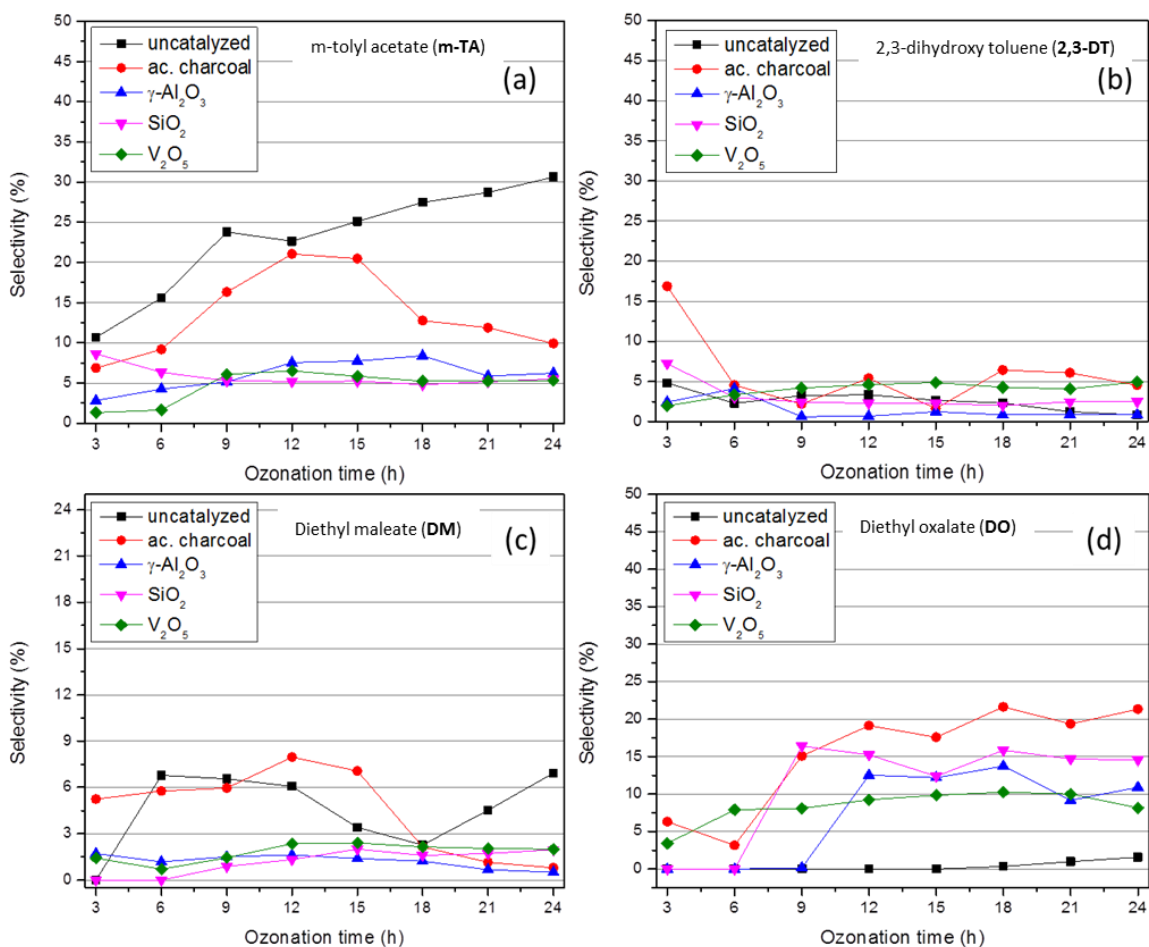 m-tolyl acetate (m-TA)
(a)
uncatalyzed
ac. charcoal
γ-Al2O3
SiO2
V2O5
Selectivity (%)
50
45
40
35
30
25
20
15
10
5
0
3 6 9 12 15 18 21 24
Ozonation time (h)
2,3-dihydroxy toluene (2,3-DT)
(b)
uncatalyzed
ac. charcoal
γ-Al2O3
SiO2
V2O5
Selectivity (%)
50
45
40
35
30
25
20
15
10
5
0
3 6 9 12 15 18 21 24
Ozonation time (h)
Diethyl maleate (DM)
(c)
uncatalyzed
ac. charcoal
γ-Al2O3
SiO2
V2O5
Selectivity (%)
24
21
18
15
12
9
6
3
0
3 6 9 12 15 18 21 24
Ozonation time (h)
Diethyl oxalate (DO)
(d)
uncatalyzed
ac. charcoal
γ-Al2O3
SiO2
V2O5
Selectivity (%)
50
45
40
35
30
25
20
15
10
5
0
3 6 9 12 15 18 21 24
Ozonation time (h)